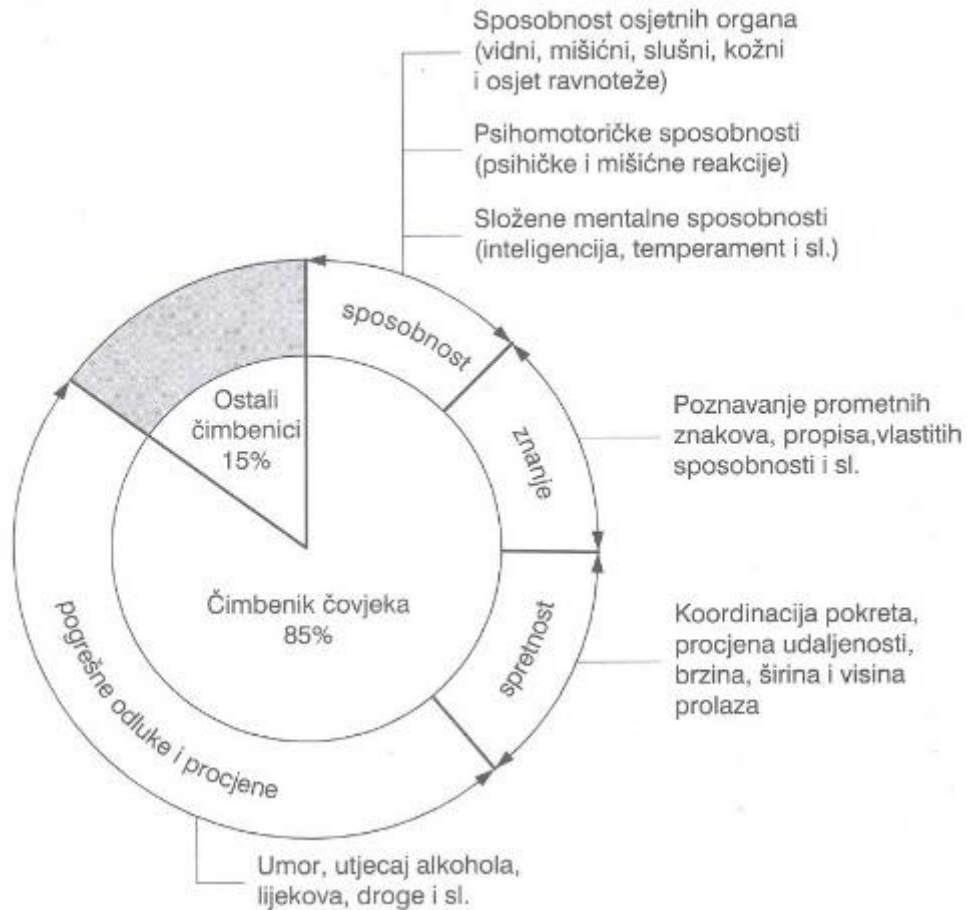 Sposobnost osjetnih organa
(vidni, mišićni, slušni, kožni
i osjet ravnoteže)
Psihomotoričke sposobnosti
(psihičke i mišićne reakcije)
Složene mentalne sposobnosti
(inteligencija, temperament i sl.)
sposobnost
Ostali
čimbenici
15%
znanje
Poznavanje prometnih
znakova, propisa,vlastitih
sposobnosti i sl.
Čimbenik čovjeka
85%
spretnost
Koordinacija pokreta,
procjena udaljenosti,
brzina, širina i visina
prolaza
pogrešne odluke i procjene
Umor, utjecaj alkohola,
lijekova, droge i sl.